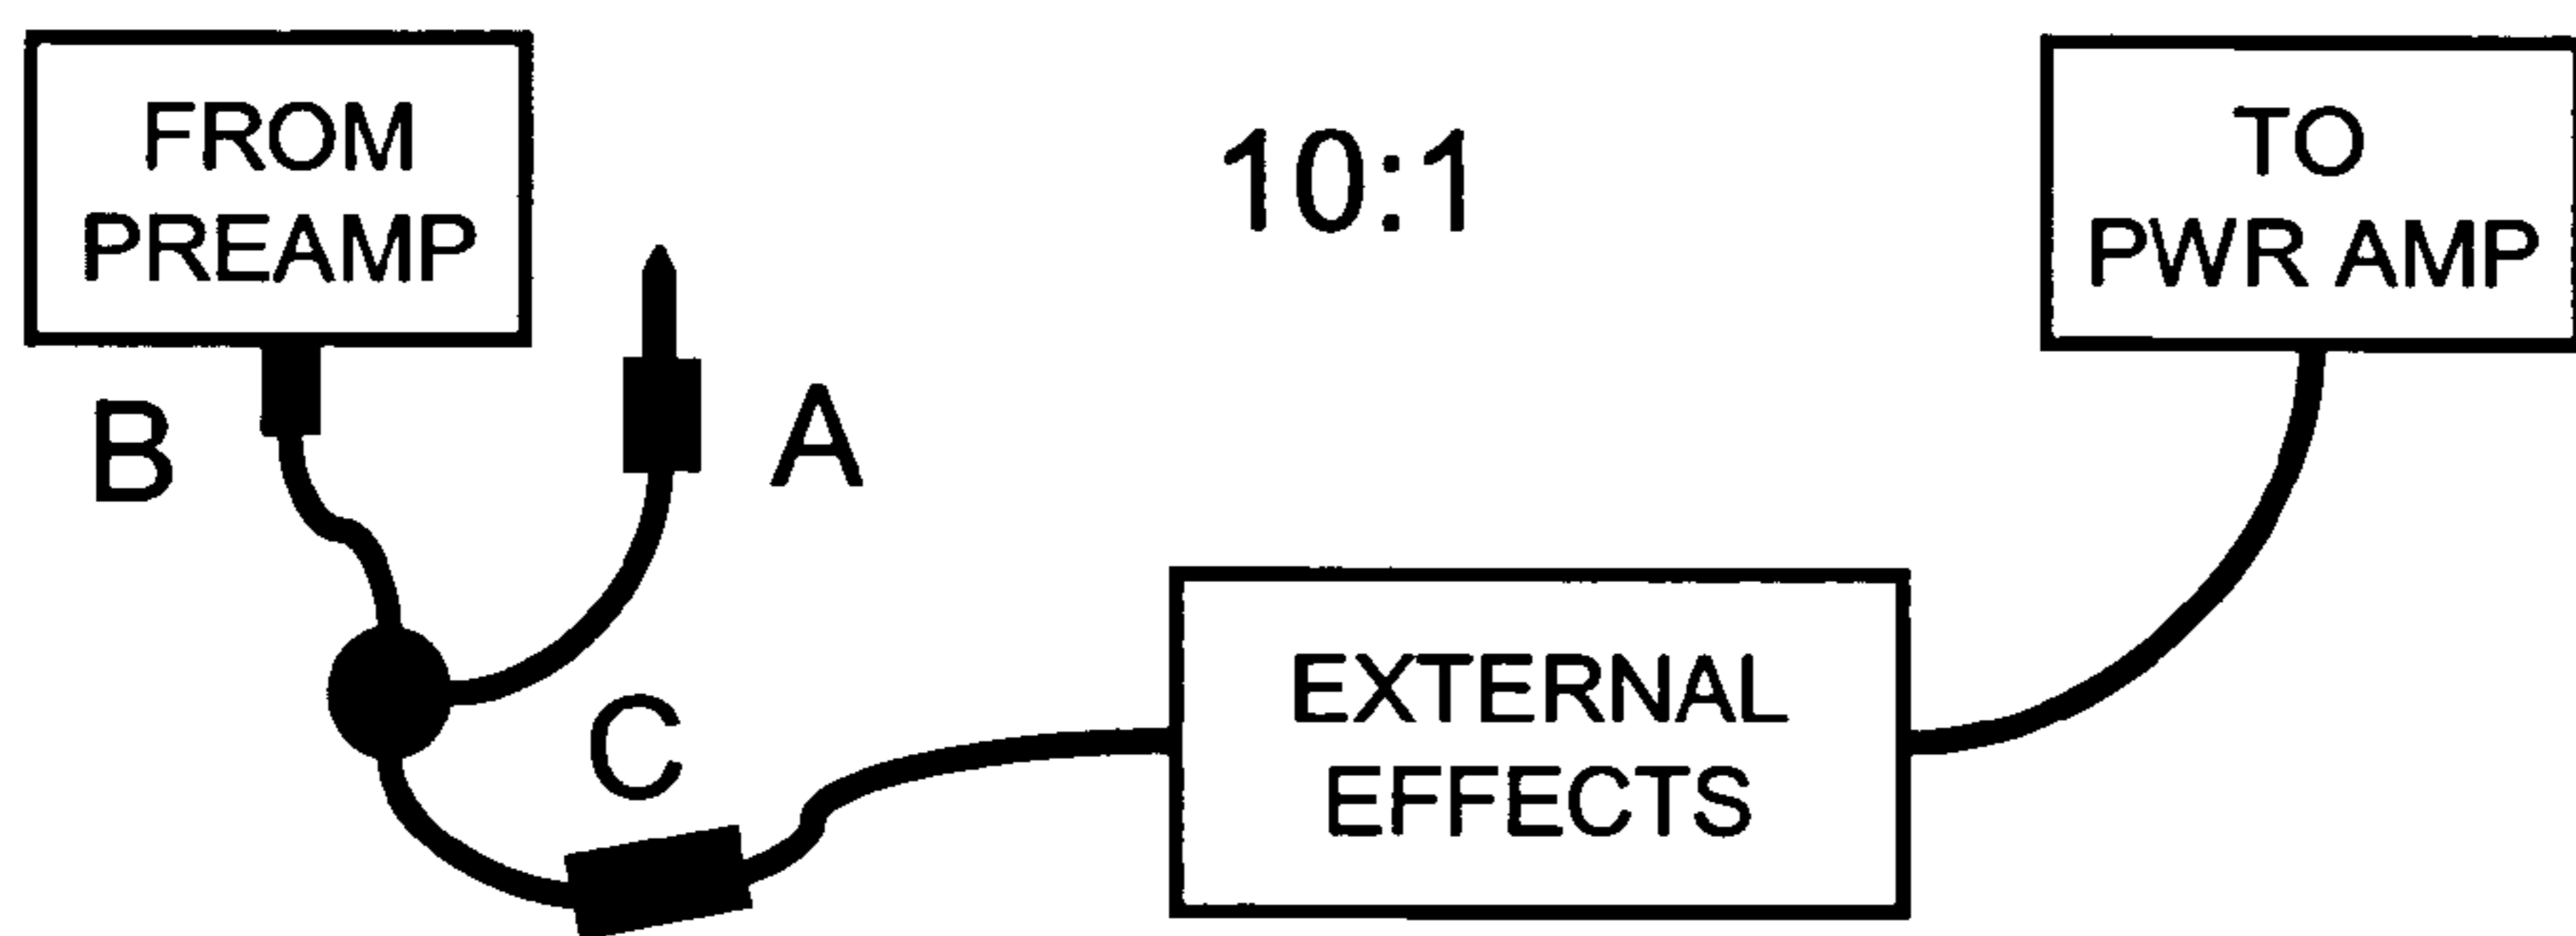 FROM
PREAMP
10:1
TO
PWR AMP
B
A
C
EXTERNAL
EFFECTS